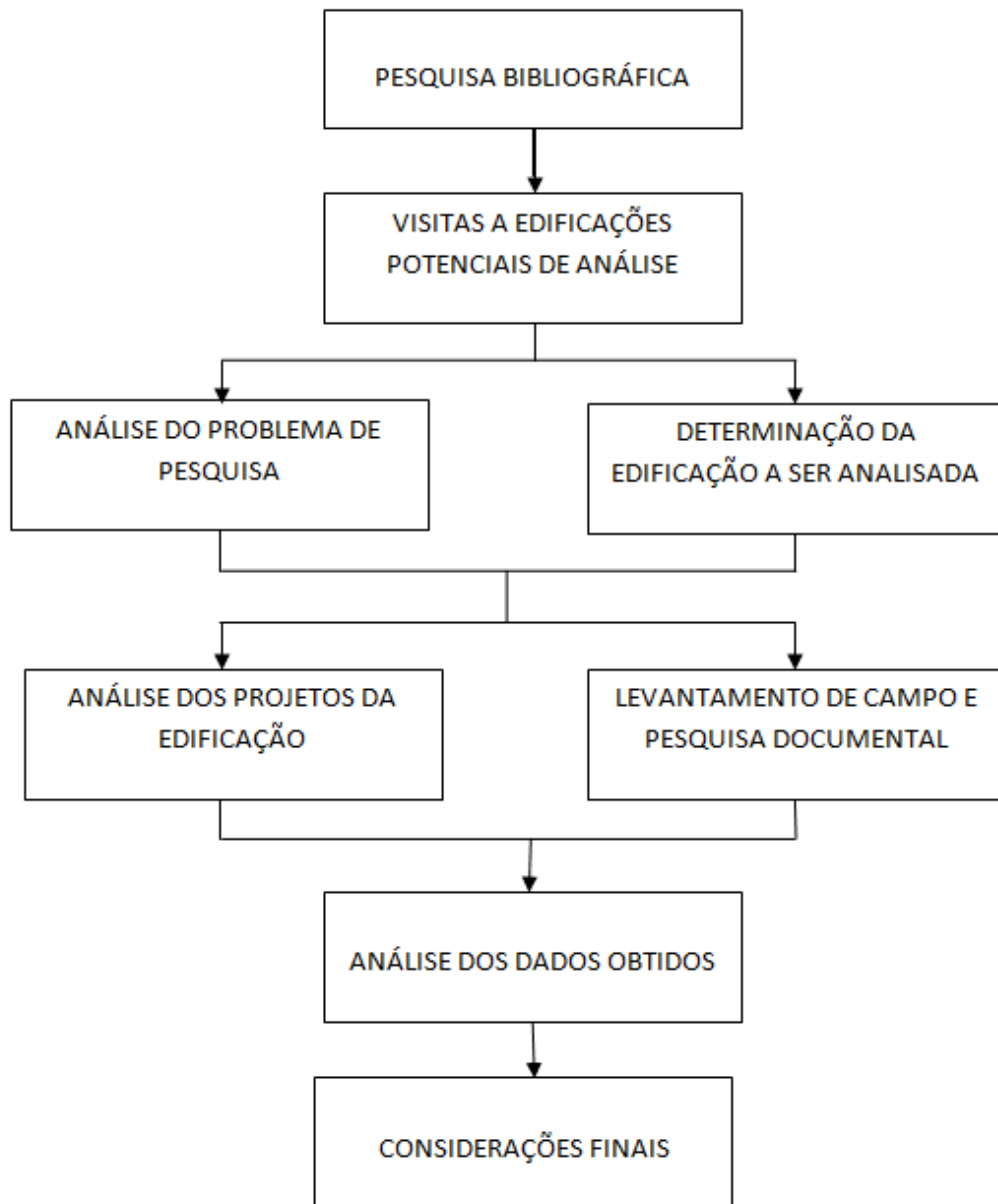 PESQUISA BIBLIOGRÁFICA
VISITAS A EDIFICAÇÕES
POTENCIAIS DE ANÁLISE
ANÁLISE DO PROBLEMA DE
PESQUISA
DETERMINAÇÃO DA
EDIFICAÇÃO A SER ANALISADA
ANÁLISE DOS PROJETOS DA
EDIFICAÇÃO
LEVANTAMENTO DE CAMPO E
PESQUISA DOCUMENTAL
ANÁLISE DOS DADOS OBTIDOS
CONSIDERAÇÕES FINAIS